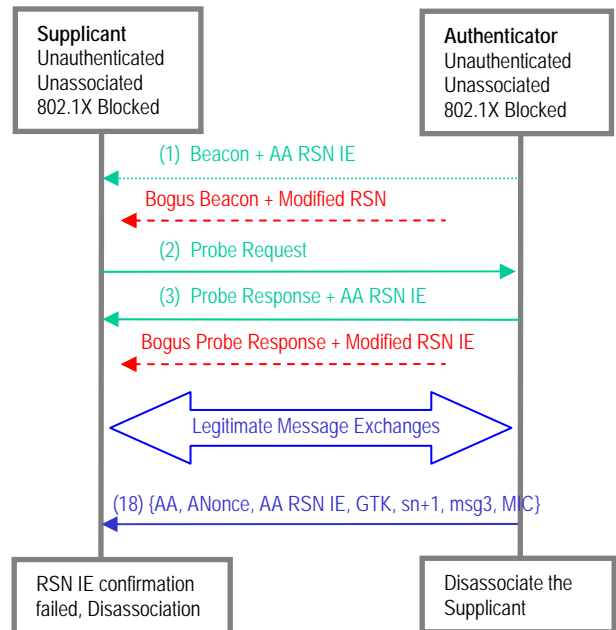 Supplicant
Unauthenticated
Unassociated
802.1X Blocked
Authenticator
Unauthenticated
Unassociated
802.1X Blocked
(1) Beacon + AA RSN IE
Bogus Beacon + Modified RSN
(2) Probe Request
(3) Probe Response + AA RSN IE
Bogus Probe Response + Modified RSN IE
Legitimate Message Exchanges
(18) {AA, ANonce, AA RSN IE, GTK, sn+1, msg3, MIC}
RSN IE confirmation
failed, Disassociation
Disassociate the
Supplicant